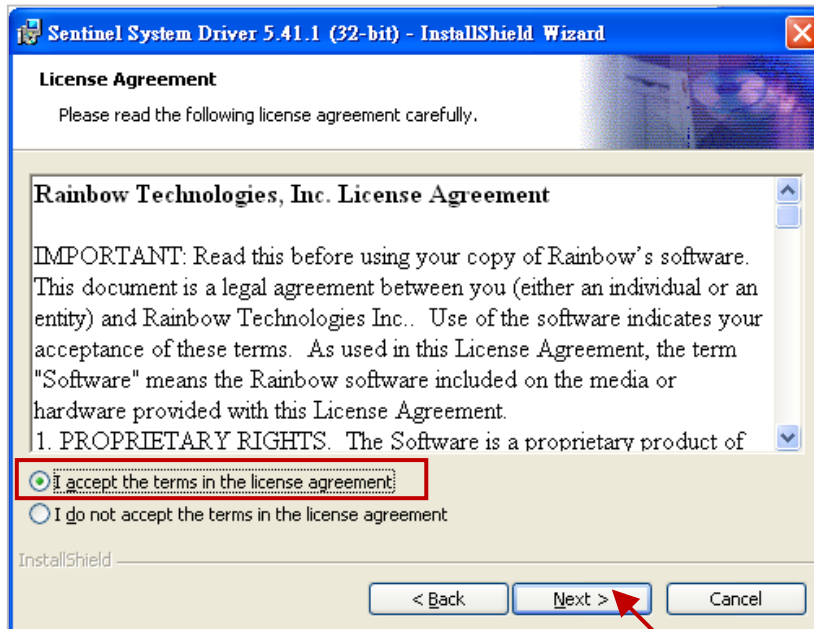 Sentinel System Driver 5.41.1 (32-bit) - InstallShield Wizard
License Agreement
Please read the following license agreement carefully.
Rainbow Technologies, Inc. License Agreement
IMPORTANT: Read this before using your copy of Rainbow's software.
This document is a legal agreement between you (either an individual or an
entity) and Rainbow Technologies Inc..  Use of the software indicates your
acceptance of these terms.  As used in this License Agreement, the term
"Software" means the Rainbow software included on the media or
hardware provided with this License Agreement.
1. PROPRIETARY RIGHTS.  The Software is a proprietary product of
I accept the terms in the license agreement
I do not accept the terms in the license agreement
InstallShield
< Back
Next >
Cancel